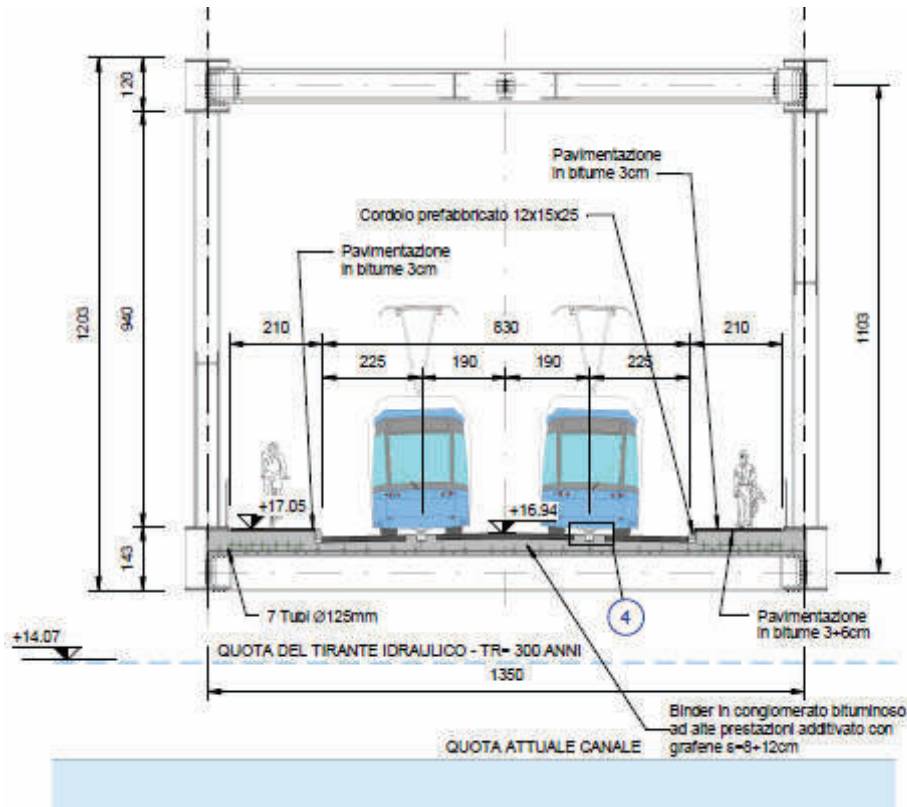 120
Pavimentazione
in bitume 3cm
Cordolo prefabbricato 12x15x25
Pavimentazione
in bitume 3cm
1203
940
1103
210
830
210
225
190
190
225
+17.05
+16.94
143
7 Tubi Ø125mm
4
Pavimentazione
in bitume 3÷6cm
+14.07
QUOTA DEL TIRANTE IDRAULICO - TR= 300 ANNI
1350
Binder in conglomerato bituminoso
ad alte prestazioni additivato con
grafene s=8÷12cm
QUOTA ATTUALE CANALE